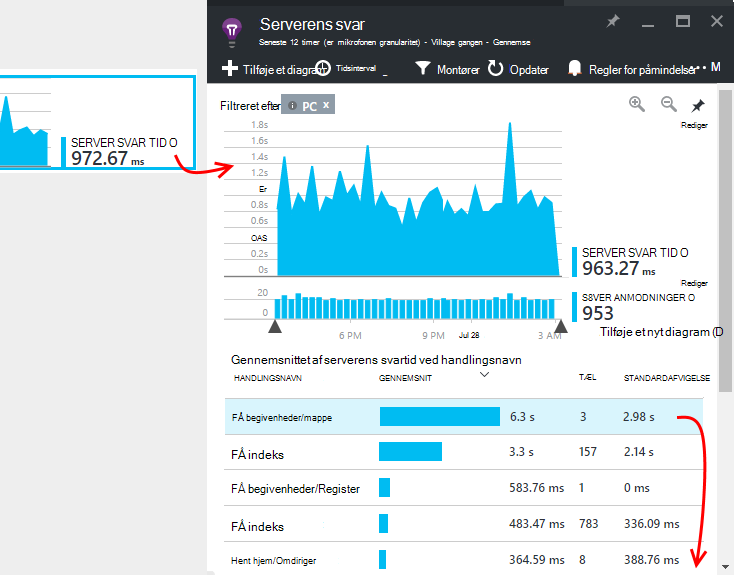 Serverens svar
Seneste 12 timer (er mikrofonen granularitet) - Village gangen - Gennemse
Tilføje et diagram
Tidsinterval
Montører
Opdater
Regler for påmindelser
M
SERVER SVAR TID O
972.67 ms
Filtreret efter
PC x
Rediger
1.8s
1.6s
1.4s
1.2s
Er
0.8s
0.6s
OAS
0.2s
0s
SERVER SVAR TID O
963.27 ms
Rediger
20
0
S8VER ANMODNINGER O
953
6 PM
9 PM
Jul 28
3 AM
Tilføje et nyt diagram (D
Gennemsnittet af serverens svartid ved handlingsnavn
HANDLINGSNAVN GENNEMSNIT TÆL STANDARDAFVIGELSE
FÅ begivenheder/mappe 6.3 s 3 2.98 s
FÅ indeks 3.3 s 157 2.14 s
FÅ begivenheder/Register 583.76 ms 1 0 ms
FÅ indeks 483.47 ms 783 336.09 ms
Hent hjem/Omdiriger 364.59 ms 8 388.76 ms